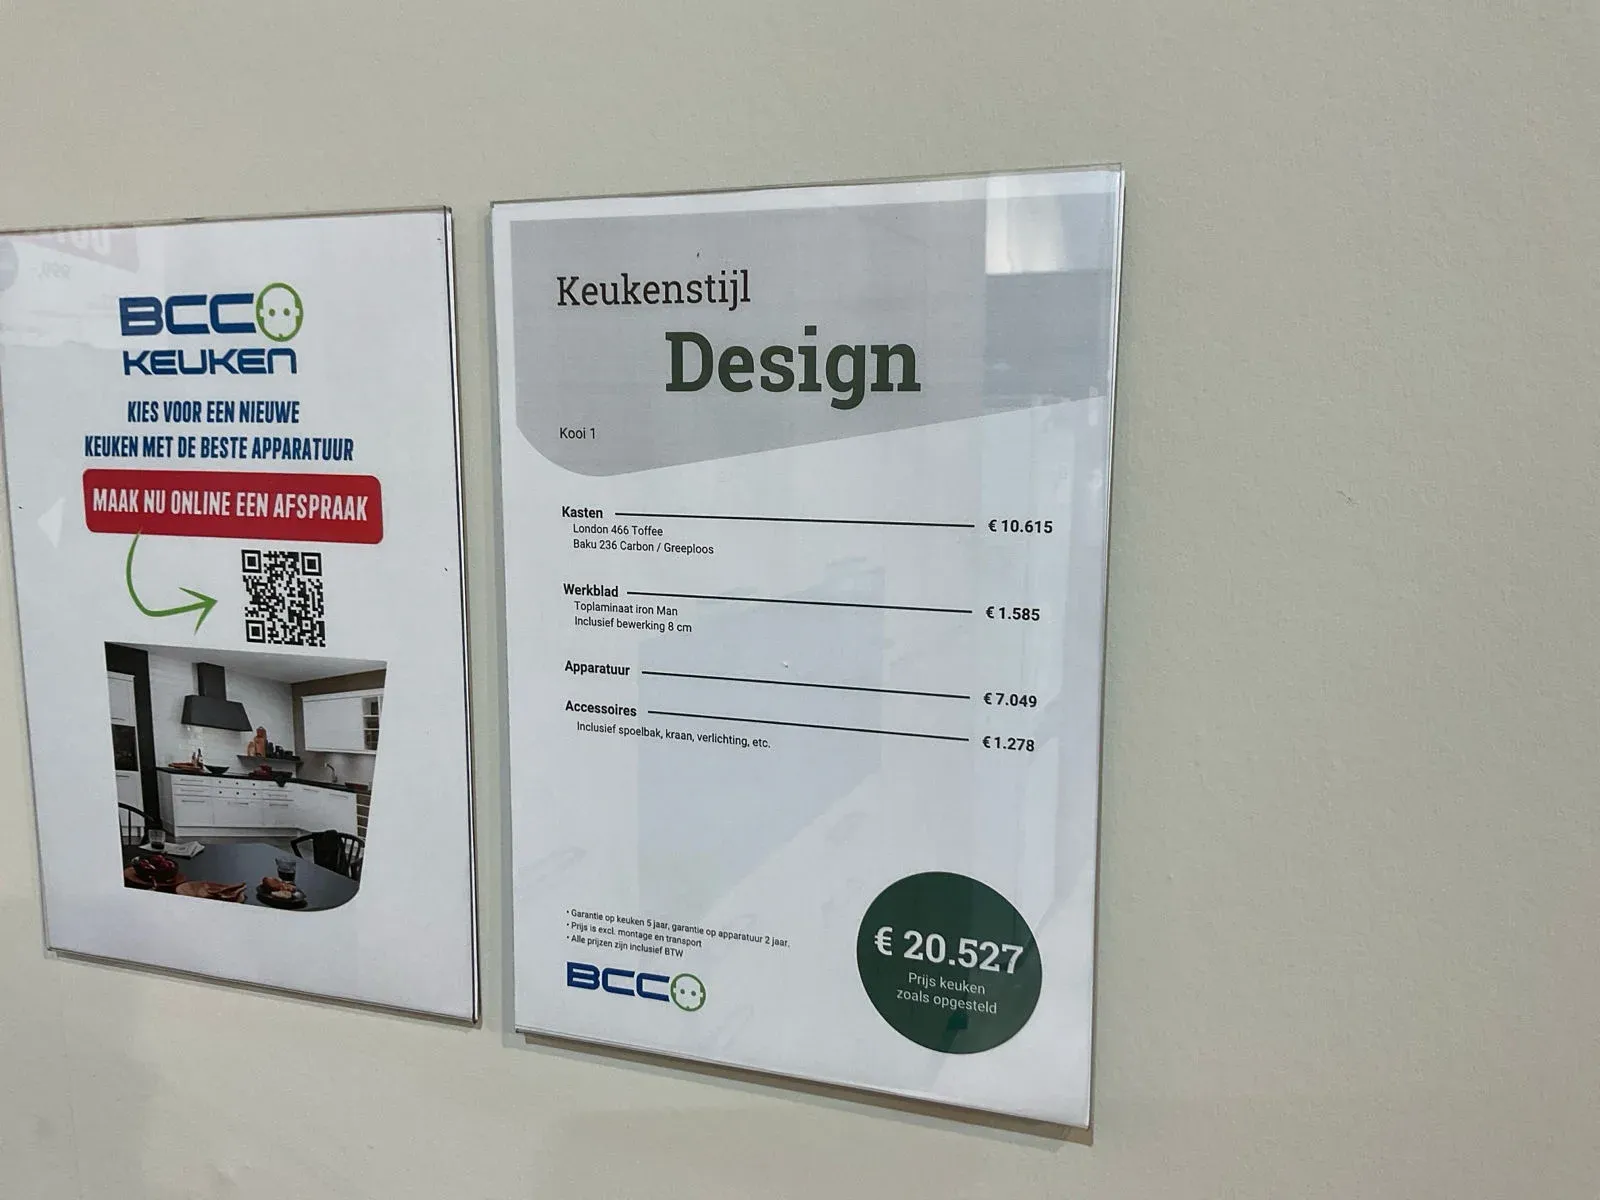 BCC
KEUKEN
KIES VOOR EEN NIEUWE
KEUKEN MET DE BESTE APPARATUUR
MAAK NU ONLINE EEN AFSPRAAK
Keukenstijl
Design
Kooi 1
Kasten € 10.615
London 466 Toffee
Baku 236 Carbon / Greeploos
Werkblad € 1.585
Toplaminaat iron Man
Inclusief bewerking 8 cm
Apparatuur € 7.049
Accessoires € 1.278
Inclusief spoelbak, kraan, verlichting, etc.
• Garantie op keuken 5 jaar, garantie op apparatuur 2 jaar.
• Prijs is excl. montage en transport
• Alle prijzen zijn inclusief BTW
BCC
€ 20.527
Prijs keuken
zoals opgesteld